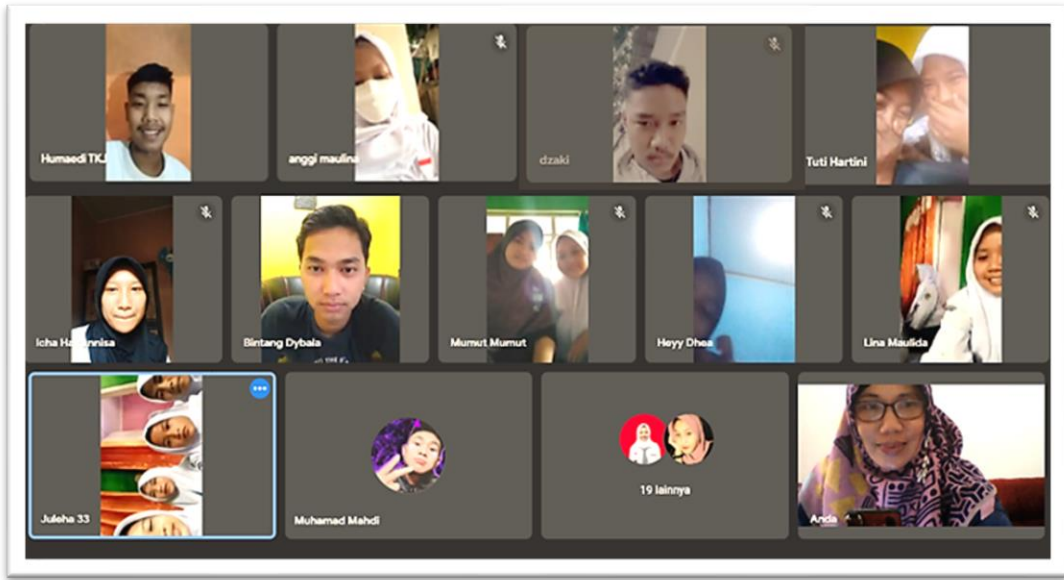 Humaedi TKJ
anggi maulina
dzaki
Tuti Hartini
Icha Ha annisa
Bintang Dybala
Mumut Mumut
Heyy Dhea
Lina Maulida
Juleha 33
Muhamad Mahdi
19 lainnya
Anda